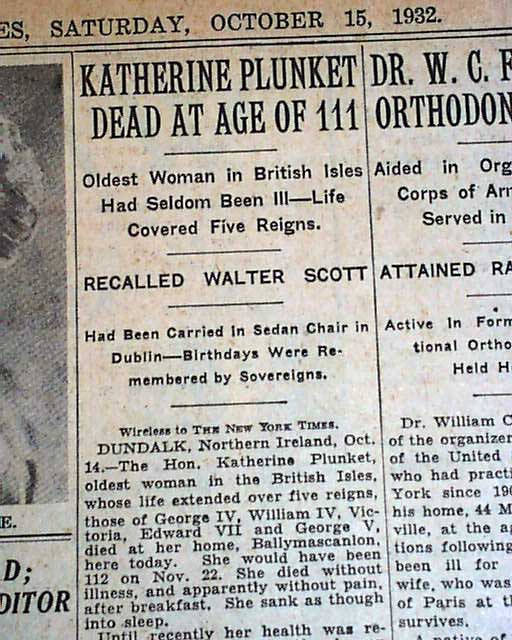 ES, SATURDAY, OCTOBER 15, 1932.
KATHERINE PLUNKET
DEAD AT AGE OF 111
Oldest Woman in British Isles
Had Seldom Been Ill—Life
Covered Five Reigns.
RECALLED WALTER SCOTT
Had Been Carried In Sedan Chair in
Dublin—Birthdays Were Re-
membered by Sovereigns.
Wireless to THE NEW YORK TIMES.
DUNDALK, Northern Ireland, Oct.
14.—The Hon. Katherine Plunket,
oldest woman in the British Isles,
whose life extended over five reigns,
those of George IV, William IV, Vic-
toria, Edward VII and George V,
died at her home, Ballymascanlon,
here today. She would have been
112 on Nov. 22. She died without
illness, and apparently without pain,
after breakfast. She sank as though
into sleep.
Until recently her health was re-
DR. W. C. F
ORTHODON
Aided in Org
Corps of Arm
Served in
ATTAINED RA
Active In Form
tional Ortho
Held H
Dr. William C
of the organizer
of the United
who had practi
York since 190
his home, 44 M
ville, at the a
tions following
been ill for
wife, who was
of Paris at th
survives.
A native of
E.
D;
DITOR